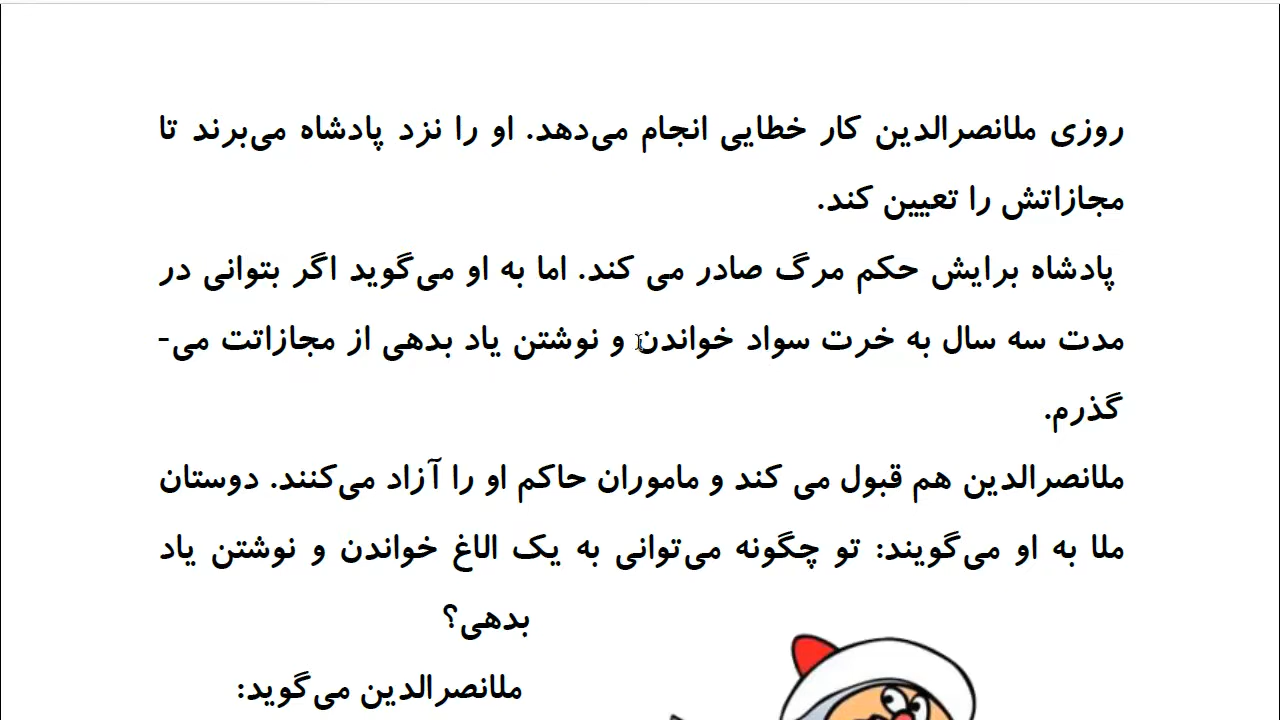 روزی ملانصرالدین کار خطایی انجام می‌دهد. او را نزد پادشاه می‌برند تا
مجازاتش را تعیین کند.
پادشاه برایش حکم مرگ صادر می کند. اما به او می‌گوید اگر بتوانی در
مدت سه سال به خرت سواد خواندن و نوشتن یاد بدهی از مجازاتت می-
گذرم.
ملانصرالدین هم قبول می کند و ماموران حاکم او را آزاد می‌کنند. دوستان
ملا به او می‌گویند: تو چگونه می‌توانی به یک الاغ خواندن و نوشتن یاد
بدهی؟
ملانصرالدین می‌گوید: